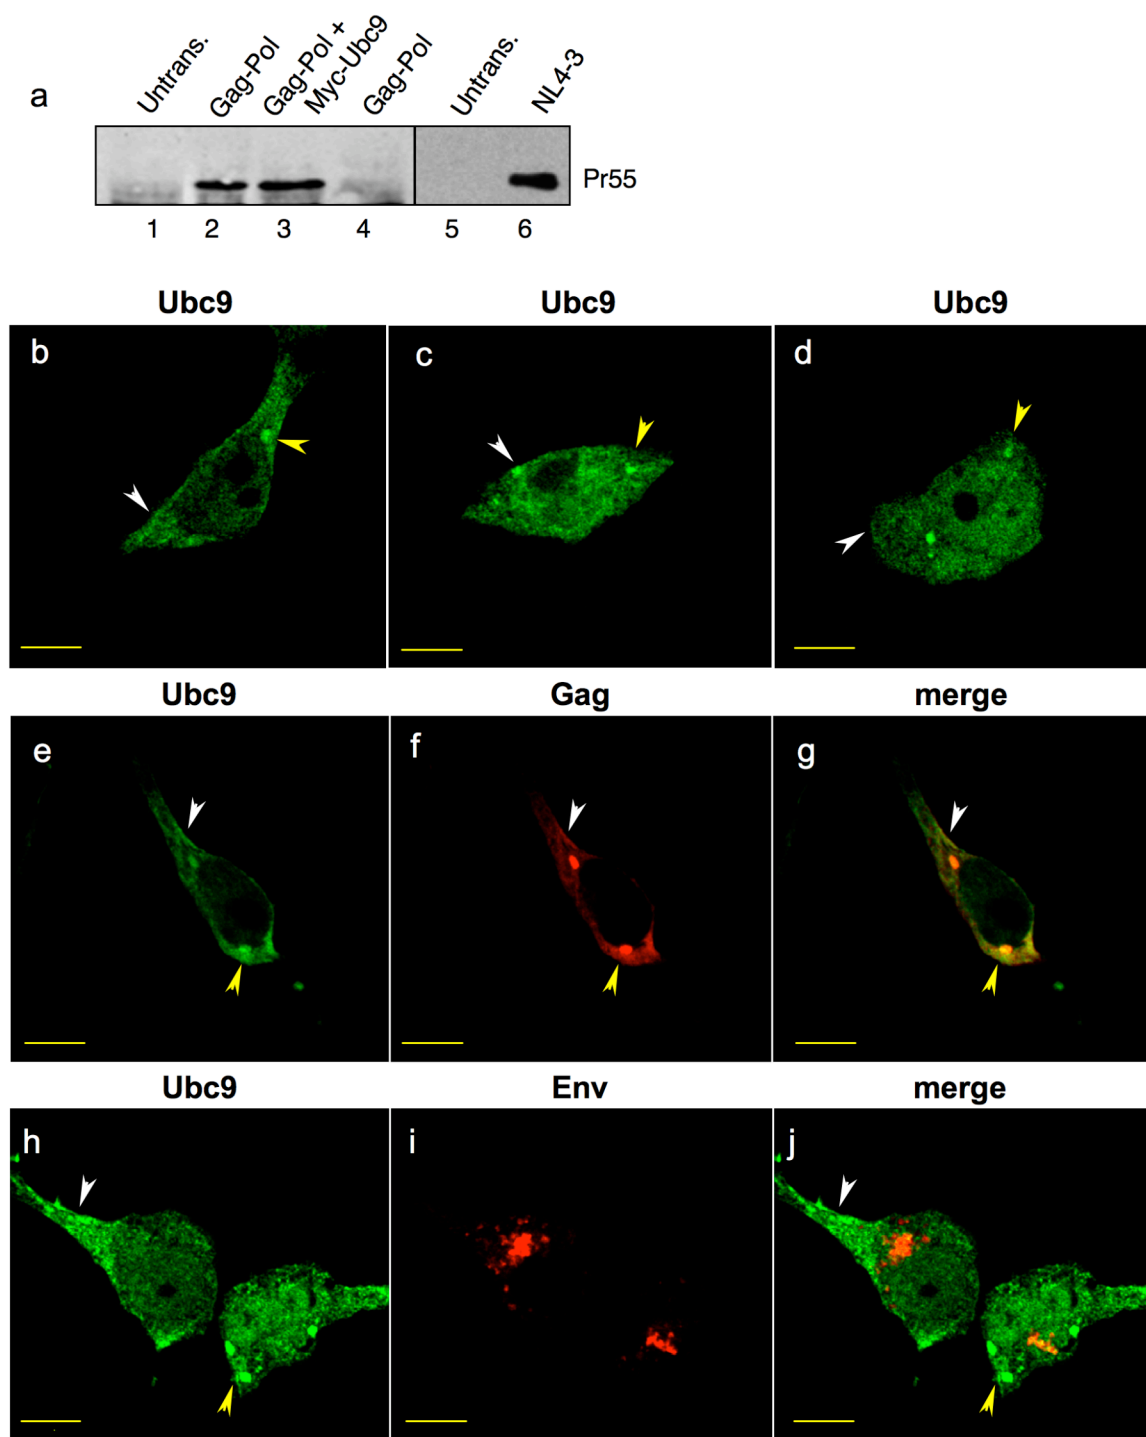 a
Untrans.
Gag-Pol
Gag-Pol +
Myc-Ubc9
Gag-Pol
Untrans.
NL4-3
Pr55
1 2 3 4 5 6
Ubc9 Ubc9 Ubc9
b c d
Ubc9 Gag merge
e f g
Ubc9 Env merge
h i j